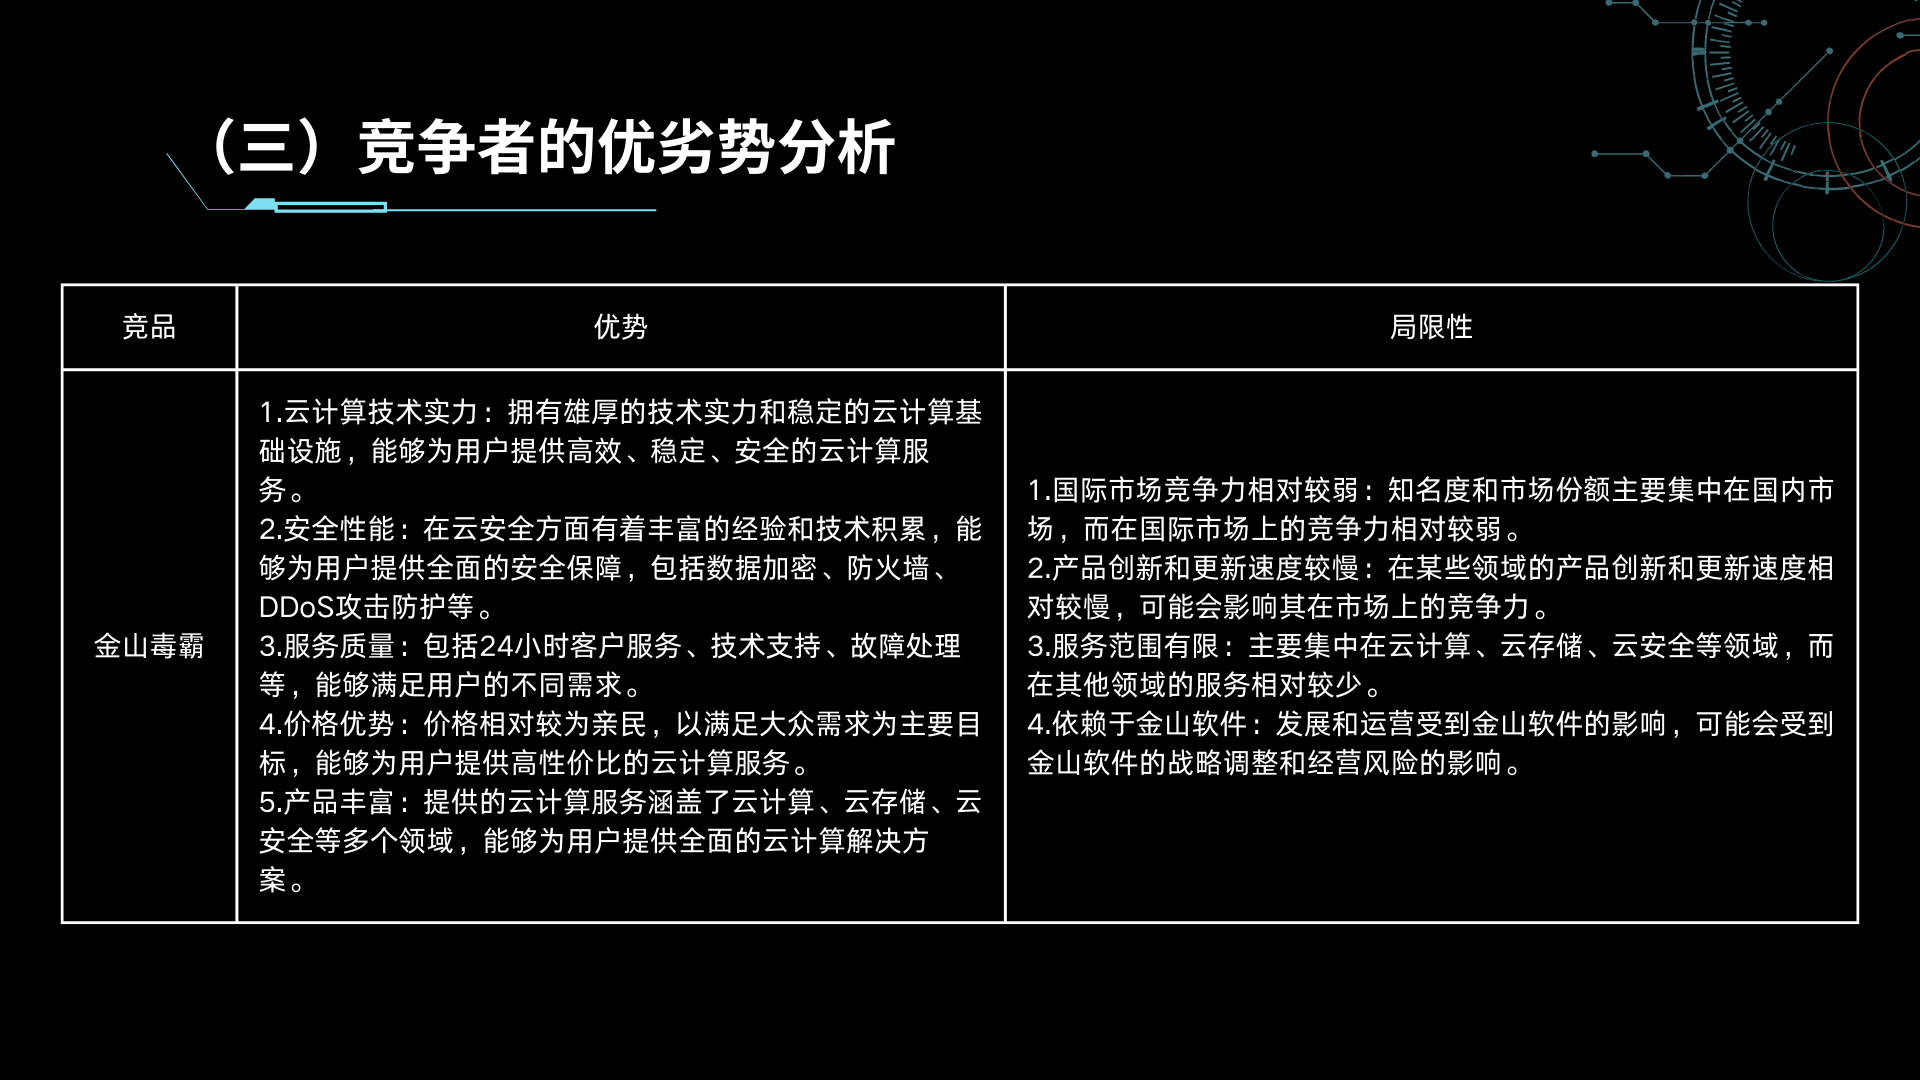 （三）竞争者的优劣势分析
竞品
优势
局限性
金山毒霸
1.云计算技术实力：拥有雄厚的技术实力和稳定的云计算基
础设施，能够为用户提供高效、稳定、安全的云计算服
务。
2.安全性能：在云安全方面有着丰富的经验和技术积累，能
够为用户提供全面的安全保障，包括数据加密、防火墙、
DDoS攻击防护等。
3.服务质量：包括24小时客户服务、技术支持、故障处理
等，能够满足用户的不同需求。
4.价格优势：价格相对较为亲民，以满足大众需求为主要目
标，能够为用户提供高性价比的云计算服务。
5.产品丰富：提供的云计算服务涵盖了云计算、云存储、云
安全等多个领域，能够为用户提供全面的云计算解决方
案。
1.国际市场竞争力相对较弱：知名度和市场份额主要集中在国内市
场，而在国际市场上的竞争力相对较弱。
2.产品创新和更新速度较慢：在某些领域的产品创新和更新速度相
对较慢，可能会影响其在市场上的竞争力。
3.服务范围有限：主要集中在云计算、云存储、云安全等领域，而
在其他领域的服务相对较少。
4.依赖于金山软件：发展和运营受到金山软件的影响，可能会受到
金山软件的战略调整和经营风险的影响。